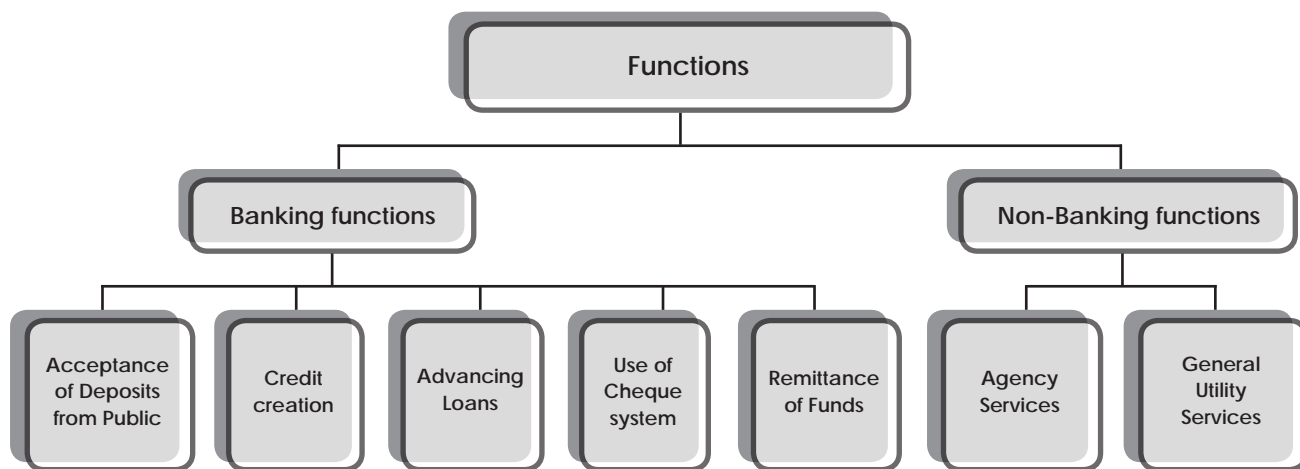 Functions
Banking functions
Non-Banking functions
Acceptance
of Deposits
from Public
Credit
creation
Advancing
Loans
Use of
Cheque
system
Remittance
of Funds
Agency
Services
General
Utility
Services